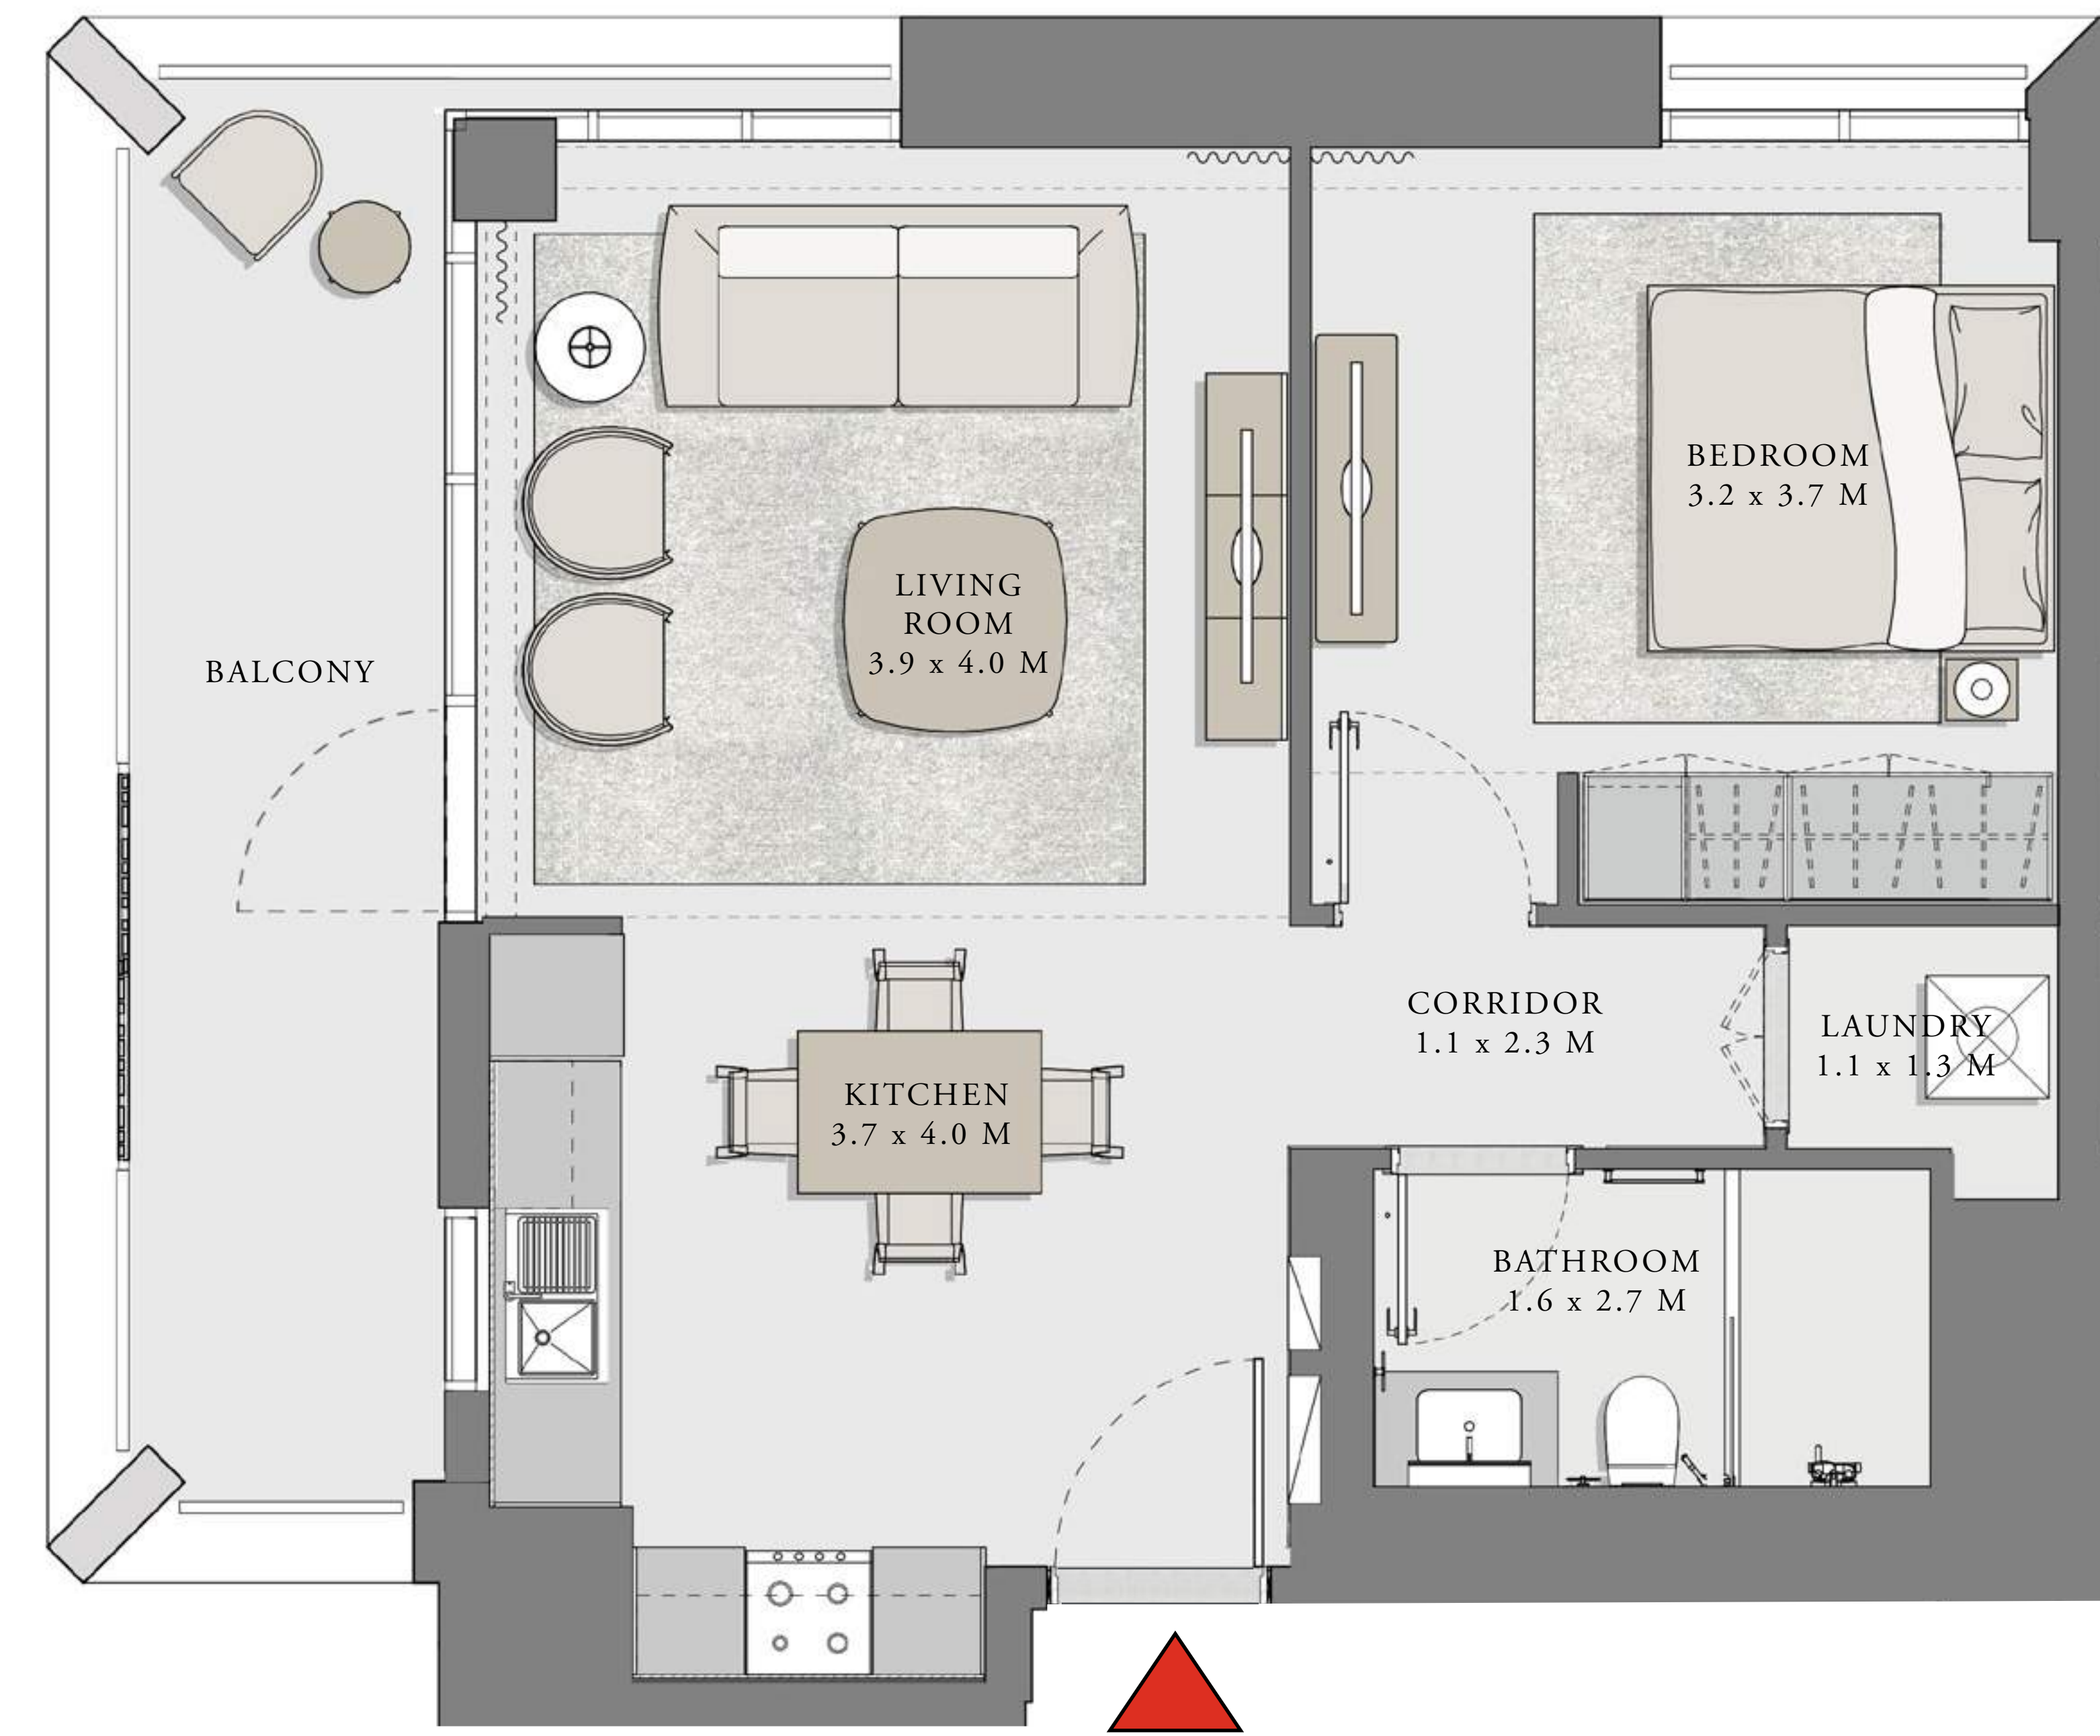 BEDROOM
3.2 x 3.7 M
LIVING
ROOM
3.9 x 4.0 M
BALCONY
CORRIDOR
1.1 x 2.3 M
LAUNDRY
1.1 x 1.3 M
KITCHEN
3.7 x 4.0 M
BATHROOM
1.6 x 2.7 M